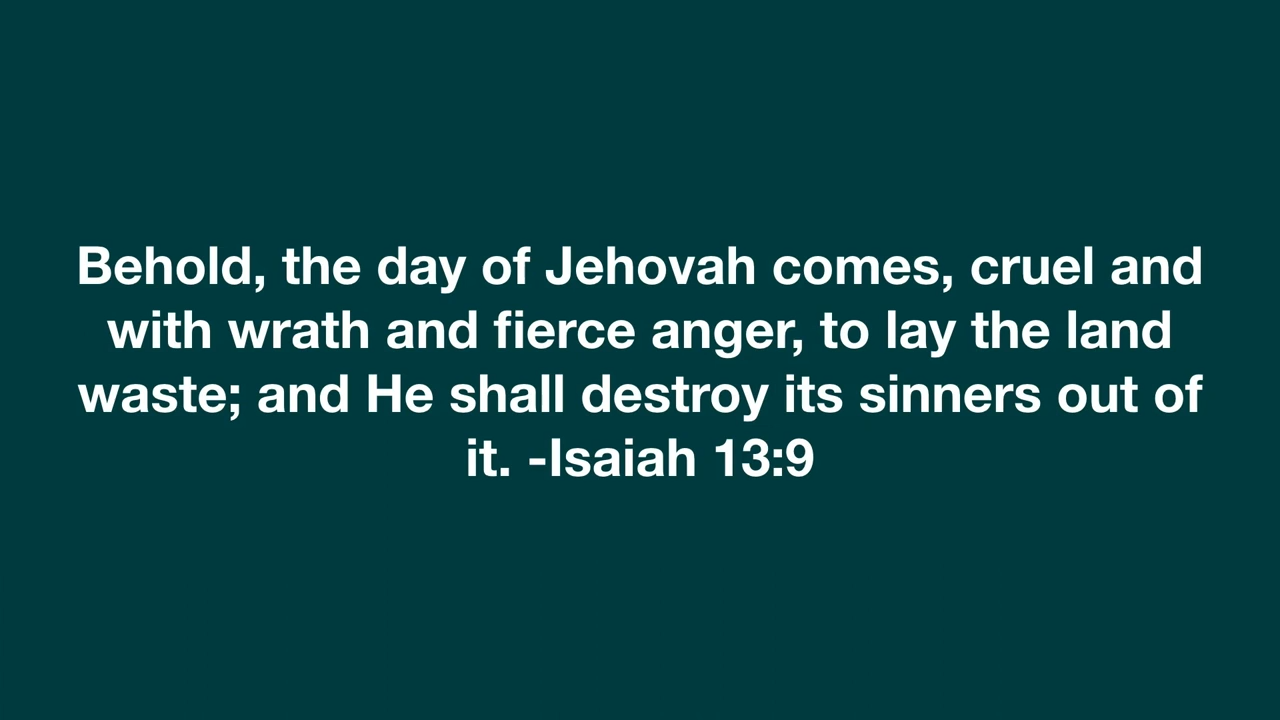 Behold, the day of Jehovah comes, cruel and
with wrath and fierce anger, to lay the land
waste; and He shall destroy its sinners out of
it. -Isaiah 13:9